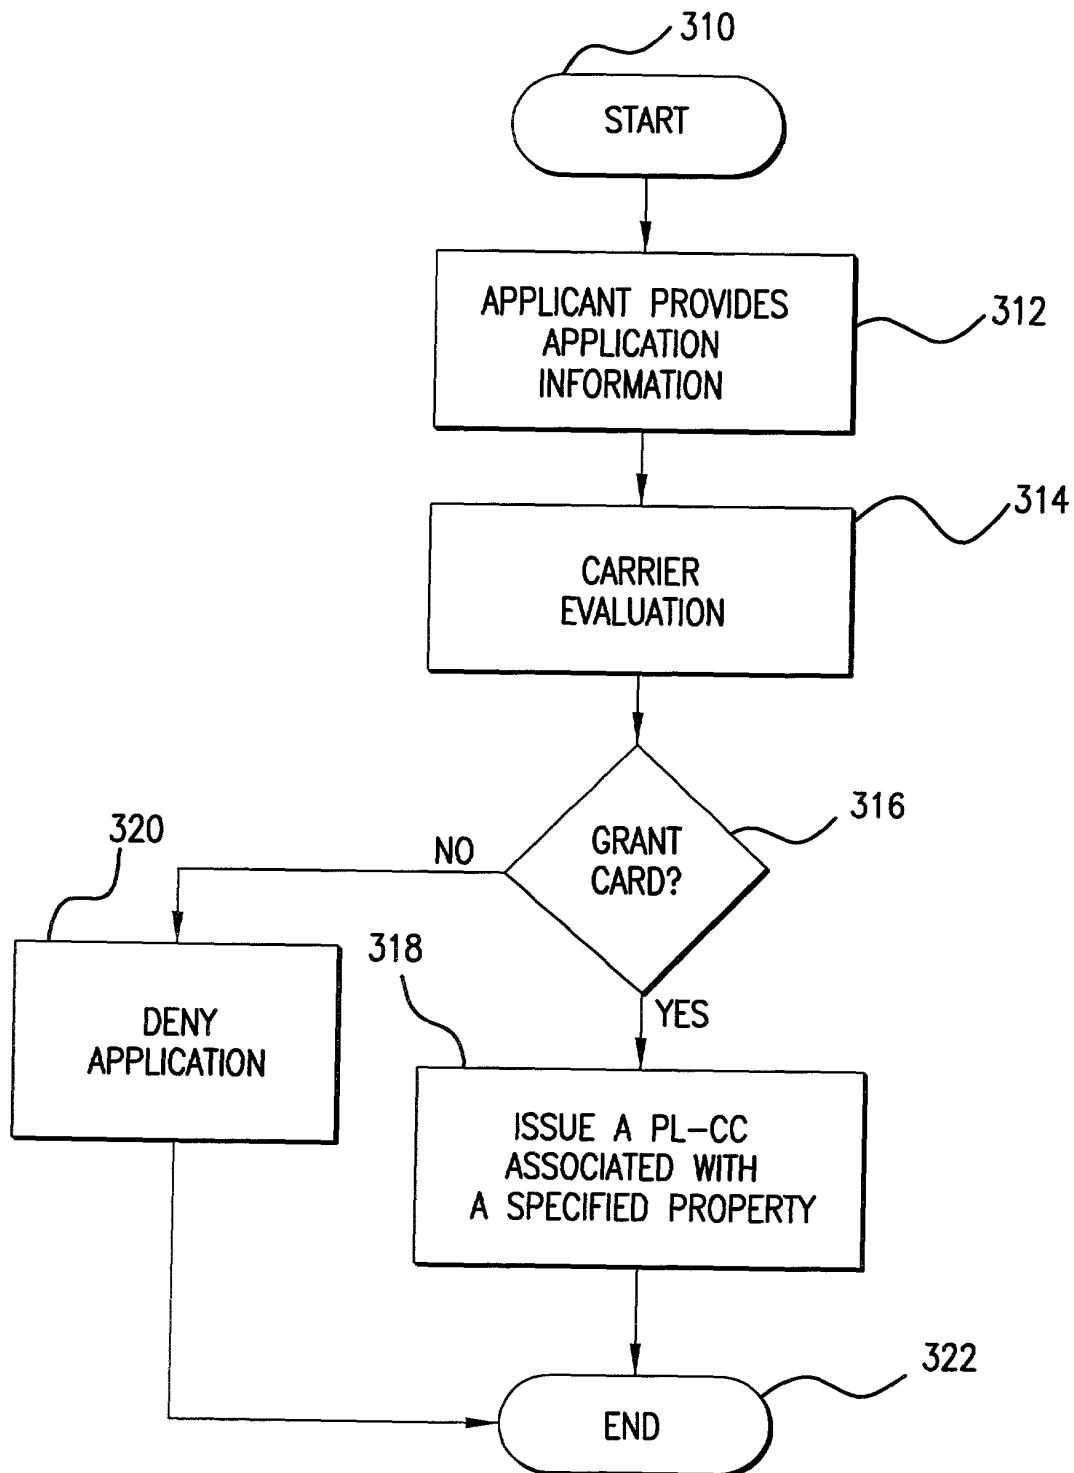 310
START
APPLICANT PROVIDES
APPLICATION
INFORMATION
312
314
CARRIER
EVALUATION
316
GRANT
CARD?
NO
320
DENY
APPLICATION
318
YES
ISSUE A PL-CC
ASSOCIATED WITH
A SPECIFIED PROPERTY
322
END